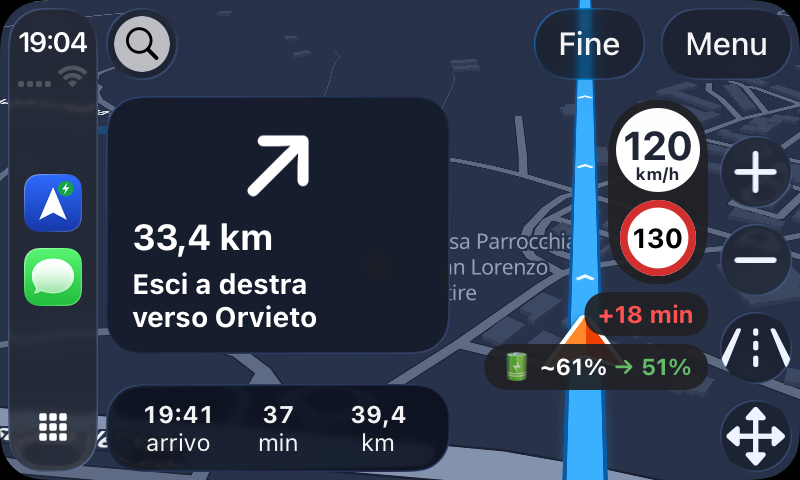 19:04
Fine
Menu
120
km/h
130
33,4 km
Esci a destra
verso Orvieto
sa Parrocchia
n Lorenzo
tire
+18 min
~61% → 51%
19:41
arrivo
37
min
39,4
km